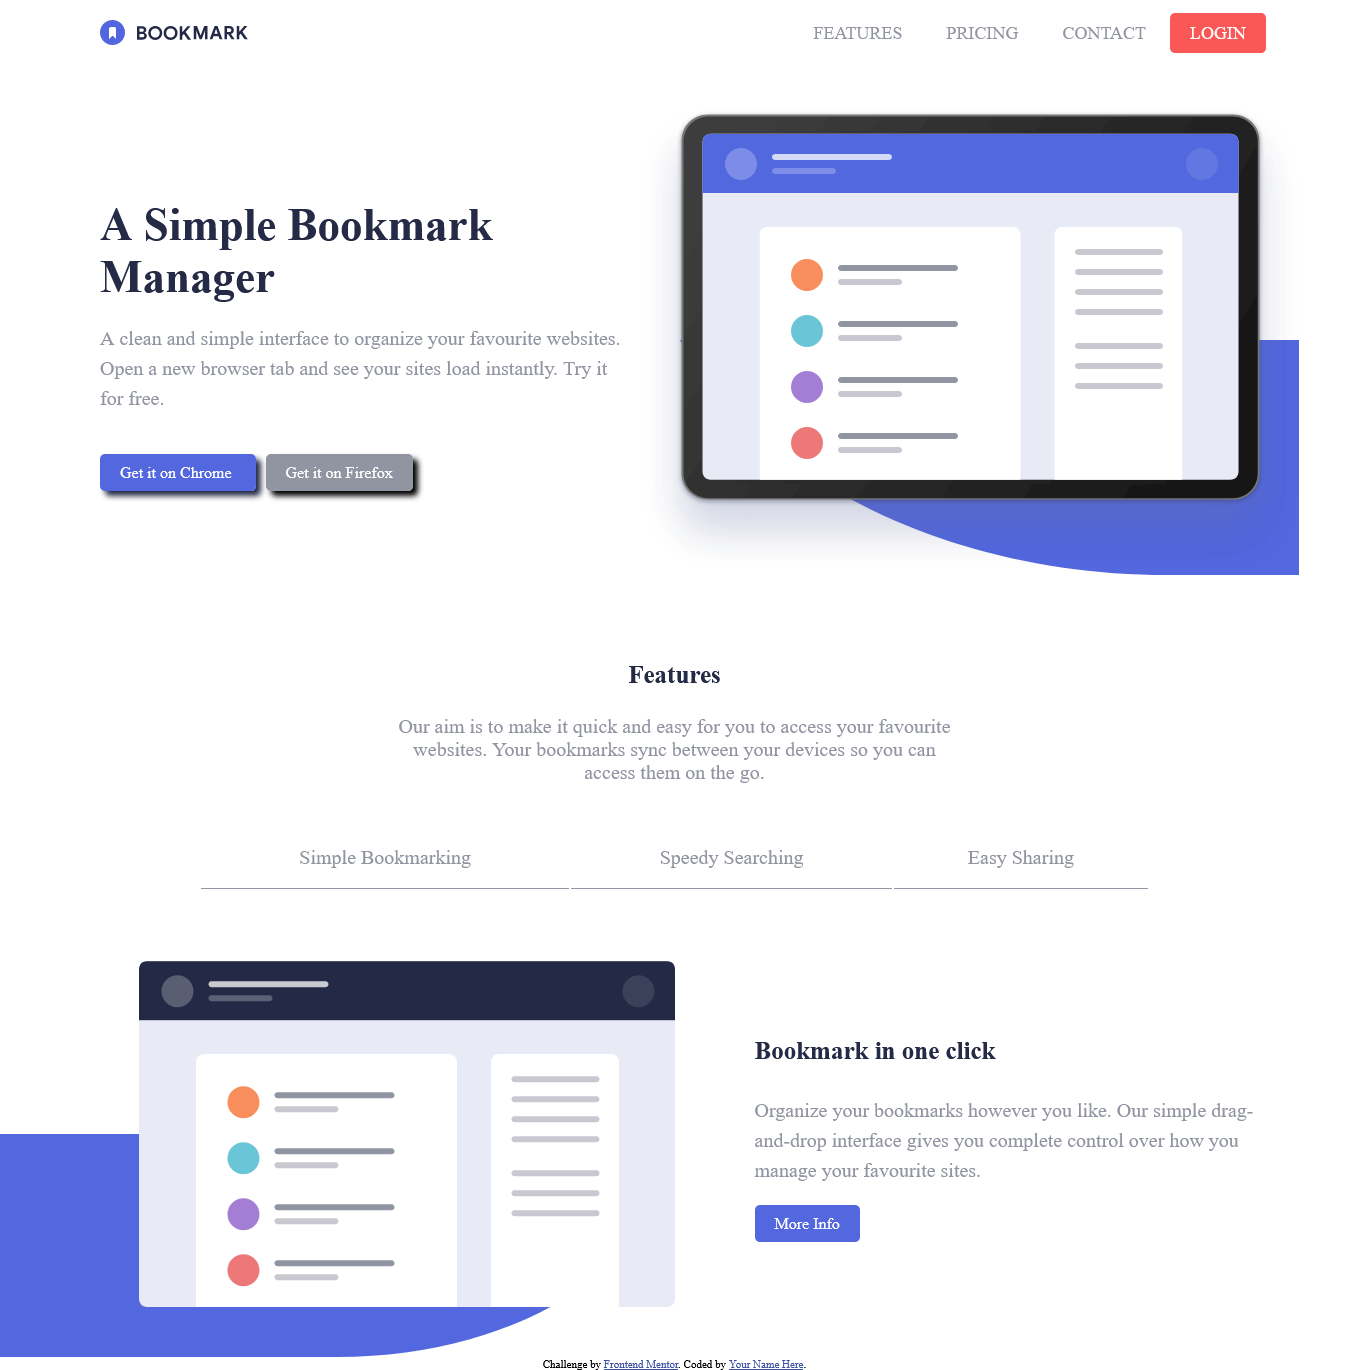 BOOKMARK
FEATURES PRICING CONTACT LOGIN
A Simple Bookmark
Manager
A clean and simple interface to organize your favourite websites.
Open a new browser tab and see your sites load instantly. Try it
for free.
Get it on Chrome Get it on Firefox
Features
Our aim is to make it quick and easy for you to access your favourite
websites. Your bookmarks sync between your devices so you can
access them on the go.
Simple Bookmarking Speedy Searching Easy Sharing
Bookmark in one click
Organize your bookmarks however you like. Our simple drag-
and-drop interface gives you complete control over how you
manage your favourite sites.
More Info
Challenge by Frontend Mentor. Coded by Your Name Here.